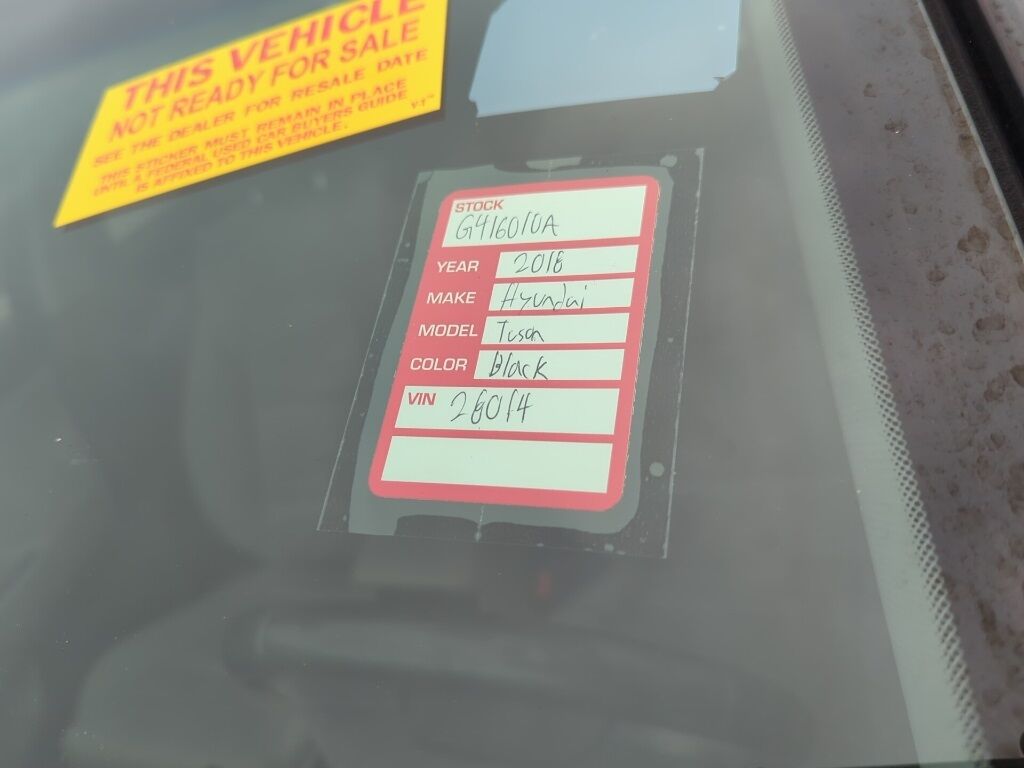 THIS VEHICLE
NOT READY FOR SALE
SEE THE DEALER FOR RESALE DATE
THIS STICKER MUST REMAIN IN PLACE
UNTIL A FEDERAL USED CAR BUYERS GUIDE
IS AFFIXED TO THIS VEHICLE.
STOCK
G416010A
YEAR 2018
MAKE Hyundai
MODEL Tuson
COLOR Black
VIN 28014